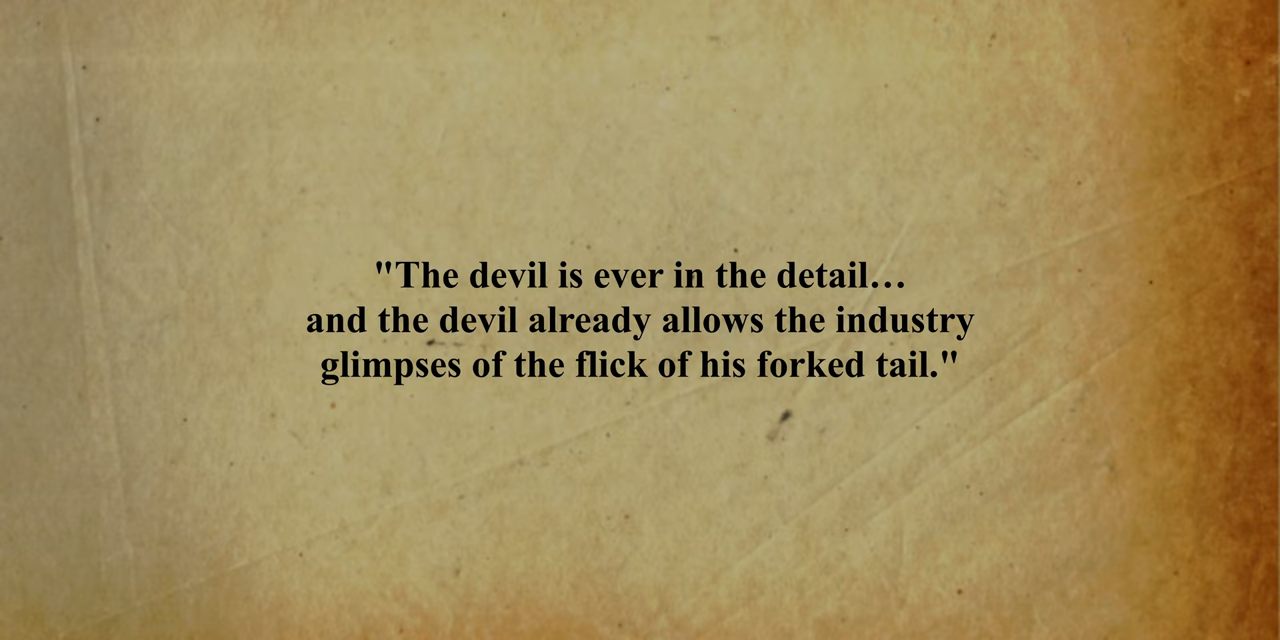 "The devil is ever in the detail…
and the devil already allows the industry
glimpses of the flick of his forked tail."